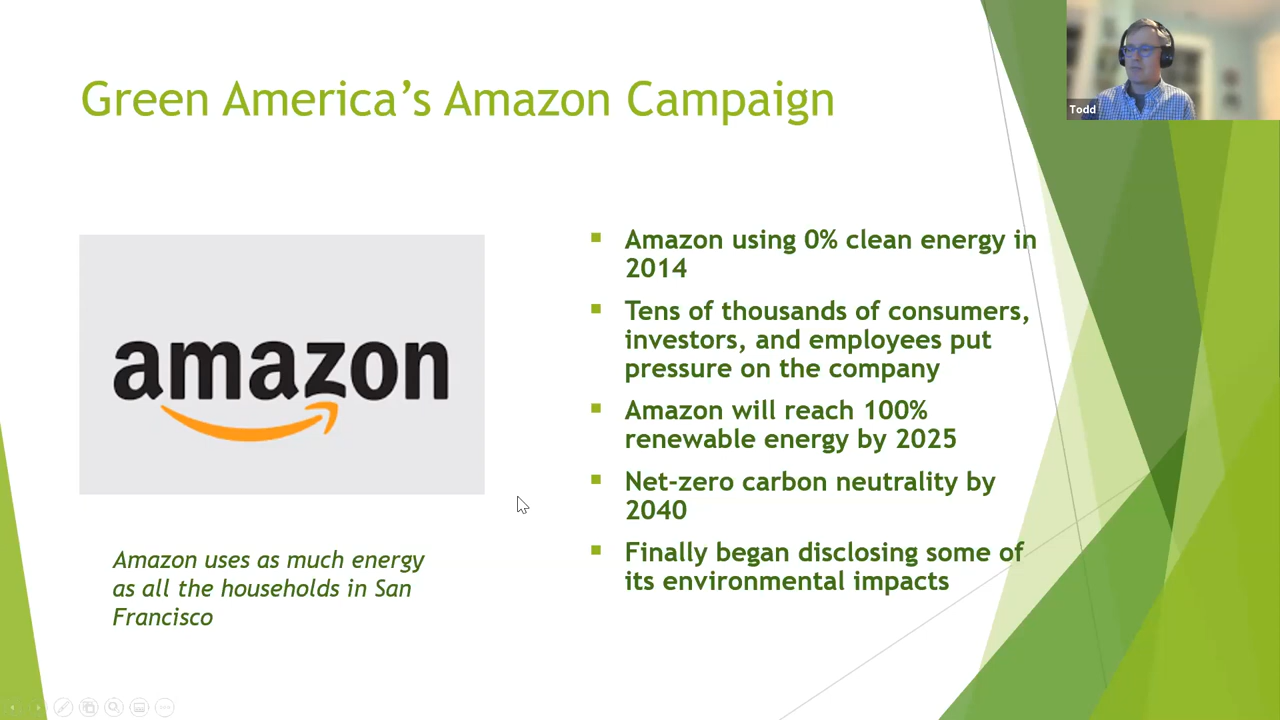 Green America's Amazon Campaign
Todd
amazon
Amazon uses as much energy
as all the households in San
Francisco
Amazon using 0% clean energy in
2014
Tens of thousands of consumers,
investors, and employees put
pressure on the company
Amazon will reach 100%
renewable energy by 2025
Net-zero carbon neutrality by
2040
Finally began disclosing some of
its environmental impacts